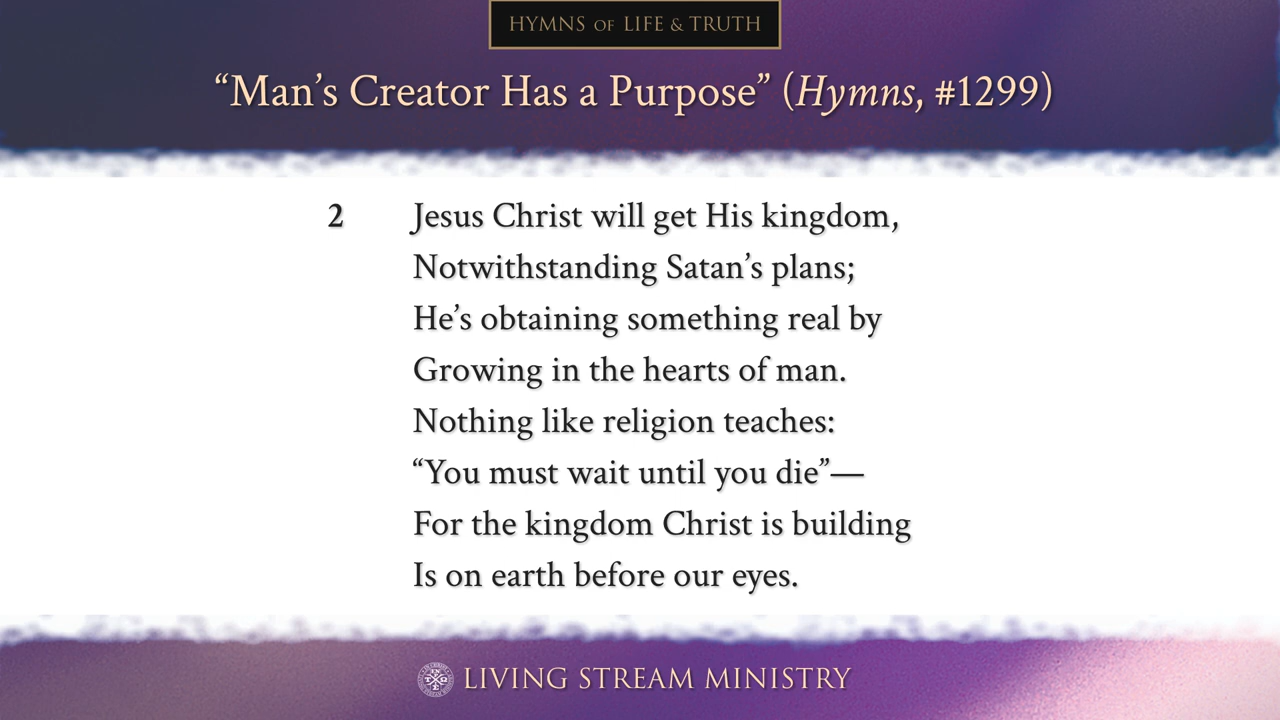 HYMNS OF LIFE & TRUTH
“Man’s Creator Has a Purpose” (Hymns, #1299)
2 Jesus Christ will get His kingdom,
Notwithstanding Satan’s plans;
He’s obtaining something real by
Growing in the hearts of man.
Nothing like religion teaches:
“You must wait until you die”—
For the kingdom Christ is building
Is on earth before our eyes.
LIVING STREAM MINISTRY